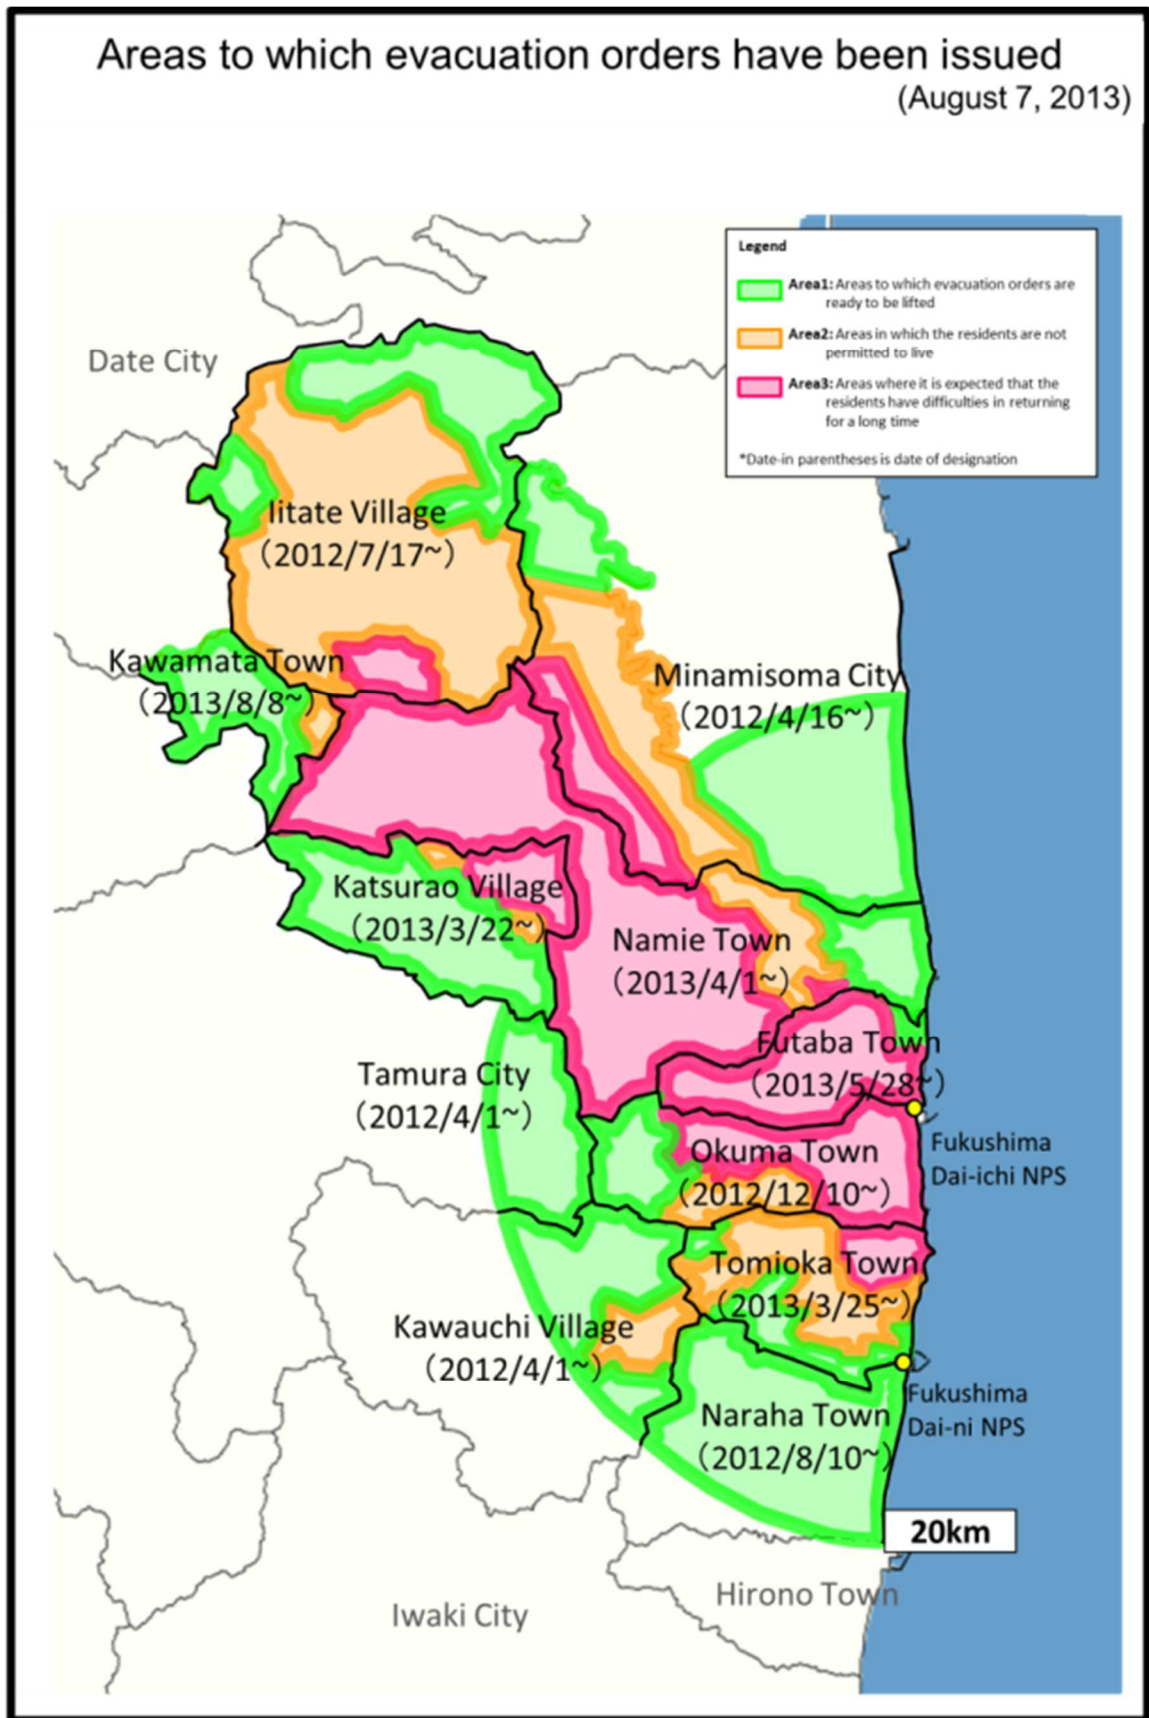 Areas to which evacuation orders have been issued
(August 7, 2013)
Legend
Area1: Areas to which evacuation orders are
ready to be lifted
Area2: Areas in which the residents are not
permitted to live
Area3: Areas where it is expected that the
residents have difficulties in returning
for a long time
*Date-in parentheses is date of designation
Date City
Iitate Village
(2012/7/17~)
Kawamata Town
(2013/8/8~)
Minamisoma City
(2012/4/16~)
Katsurao Village
(2013/3/22~)
Namie Town
(2013/4/1~)
Futaba Town
(2013/5/28~)
Tamura City
(2012/4/1~)
Fukushima
Dai-ichi NPS
Okuma Town
(2012/12/10~)
Tomioka Town
(2013/3/25~)
Kawauchi Village
(2012/4/1~)
Fukushima
Dai-ni NPS
Naraha Town
(2012/8/10~)
20km
Hirono Town
Iwaki City